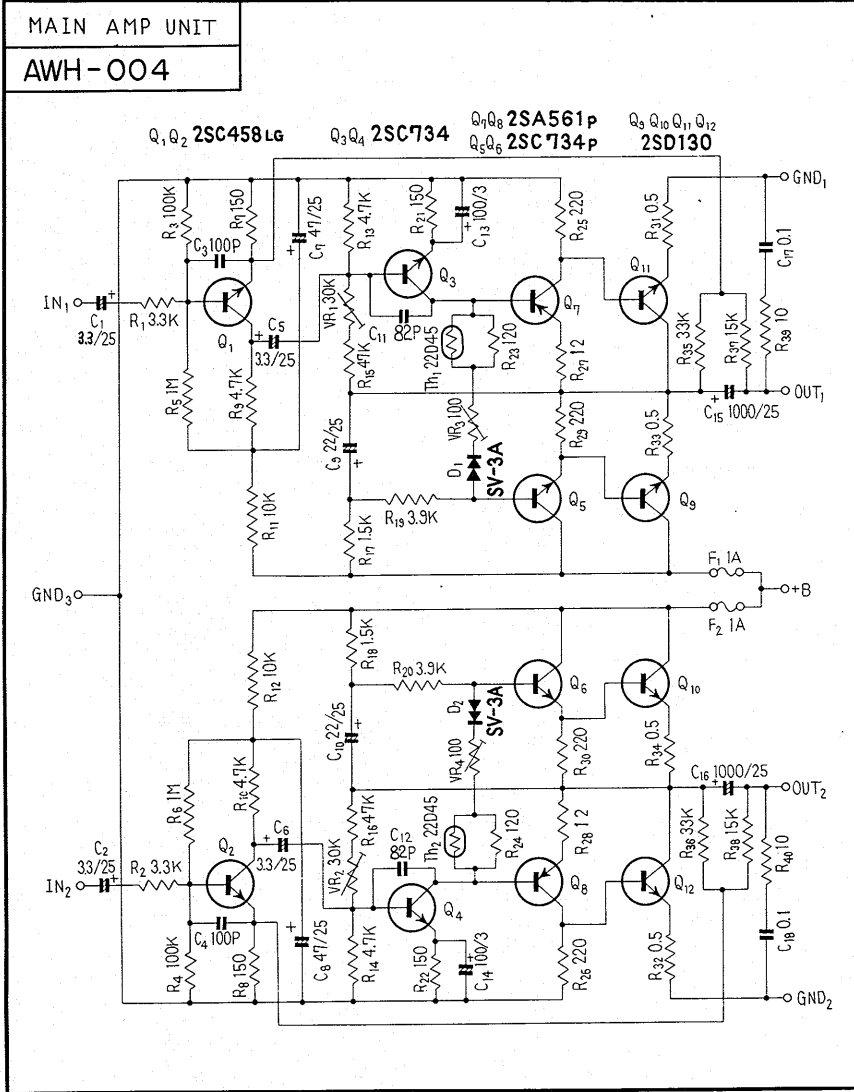 MAIN AMP UNIT
AWH-004
Q₁ Q₂ 2SC458LG
Q₃ Q₄ 2SC734
Q₇ Q₈ 2SA561P
Q₅ Q₆ 2SC734P
Q₉ Q₁₀ Q₁₁ Q₁₂
2SD130
R₃ 100K
R₇ 150
C₇ 47/25
R₁₃ 4.7K
R₂₁ 150
C₁₃ 100/3
R₂₅ 220
R₃₁ 0.5
GND₁
C₃ 100P
C₁₇ 0.1
Q₃
Q₇
Q₁₁
IN₁
C₁
3.3/25
R₁ 3.3K
Q₁
C₅
3.3/25
VR₁ 30K
C₁₁
82P
Th₁ 22D45
R₂₃ 120
R₂₇ 12
R₃₅ 33K
R₃₇ 15K
R₃₉ 10
R₁₅ 47K
R₅ 1M
R₉ 4.7K
OUT₁
C₁₅ 1000/25
VR₃ 100
R₂₉ 220
R₃₃ 0.5
C₉ 22/25
D₁
SV-3A
Q₅
Q₉
R₁₁ 10K
R₁₉ 3.9K
R₁₇ 1.5K
F₁ 1A
GND₃
+B
F₂ 1A
R₁₂ 10K
R₁₈ 1.5K
R₂₀ 3.9K
Q₆
Q₁₀
D₂
SV-3A
C₁₀ 22/25
VR₄ 100
R₃₀ 220
R₃₄ 0.5
C₁₆ 1000/25
OUT₂
R₆ 1M
R₁₀ 4.7K
R₁₆ 47K
C₁₂
82P
Th₂ 22D45
R₂₄ 120
R₂₈ 12
R₃₆ 33K
R₃₈ 15K
R₄₀ 10
C₂
3.3/25
R₂ 3.3K
Q₂
C₆
3.3/25
VR₂ 30K
IN₂
Q₄
Q₈
Q₁₂
C₄ 100P
C₁₈ 0.1
R₄ 100K
R₈ 150
C₈ 47/25
R₁₄ 4.7K
R₂₂ 150
C₁₄ 100/3
R₂₆ 220
R₃₂ 0.5
GND₂